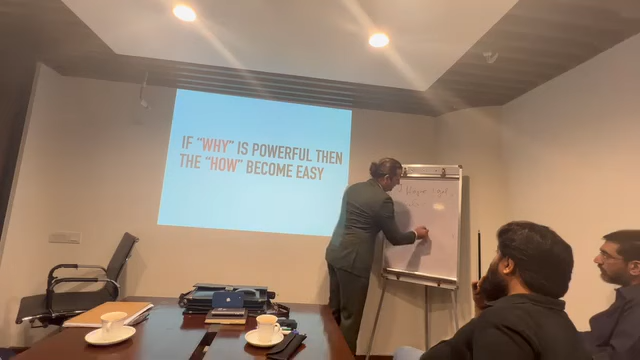 IF "WHY" IS POWERFUL THEN
THE "HOW" BECOME EASY